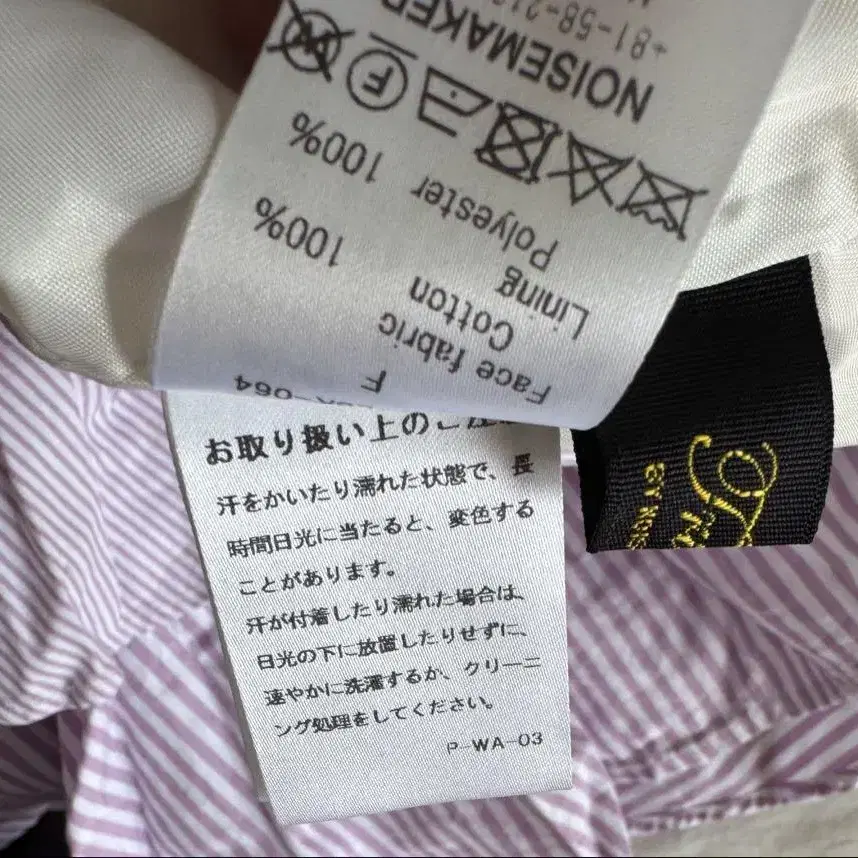 -064
F
Face fabric
Cotton 100%
Lining
Polyester 100%
F
NOISEMAKER
+81-58-21
お取り扱い上のご注
汗をかいたり濡れた状態で、長
時間日光に当たると、変色する
ことがあります。
汗が付着したり濡れた場合は、
日光の下に放置したりせずに、
速やかに洗濯するか、クリーニ
ング処理をしてください。
P-WA-03
BY